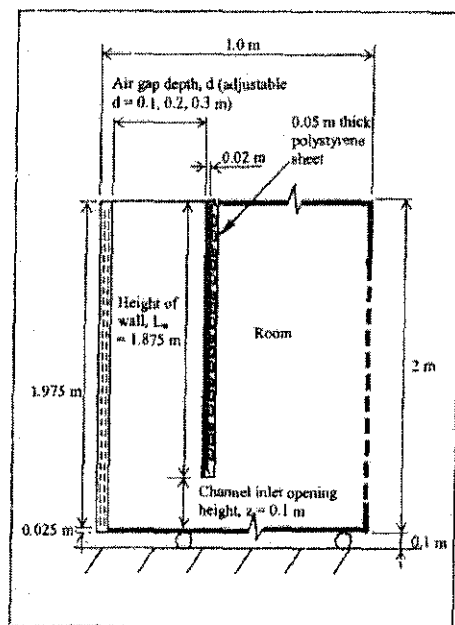 1.0 m
Air gap depth, d (adjustable
d = 0.1, 0.2, 0.3 m)
0.05 m thick
polystyrene
sheet
0.02 m
Height of
wall, Lw
= 1.875 m
Room
1.975 m
2 m
Channel inlet opening
height, z = 0.1 m
0.025 m
0.1 m